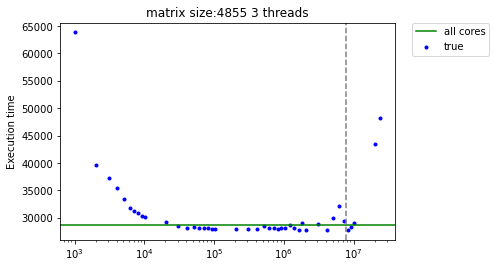 matrix size:4855 3 threads
65000
60000
55000
50000
45000
40000
35000
30000
Execution time
10³ 10⁴ 10⁵ 10⁶ 10⁷
all cores
true